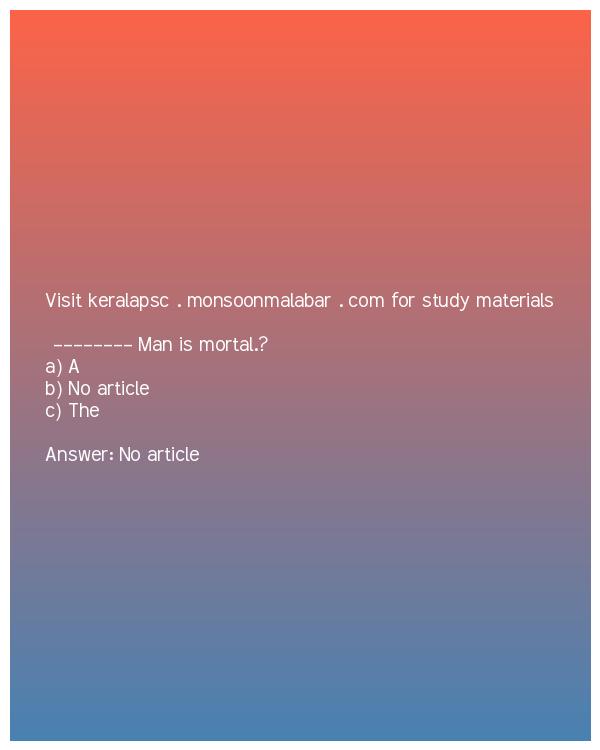 Visit keralapsc . monsoonmalabar . com for study materials
-------- Man is mortal.?
a) A
b) No article
c) The
Answer: No article